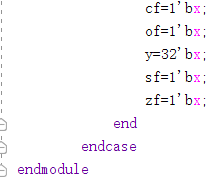 cf=1'bx;
of=1'bx;
y=32'bx;
sf=1'bx;
zf=1'bx;
end
endcase
endmodule